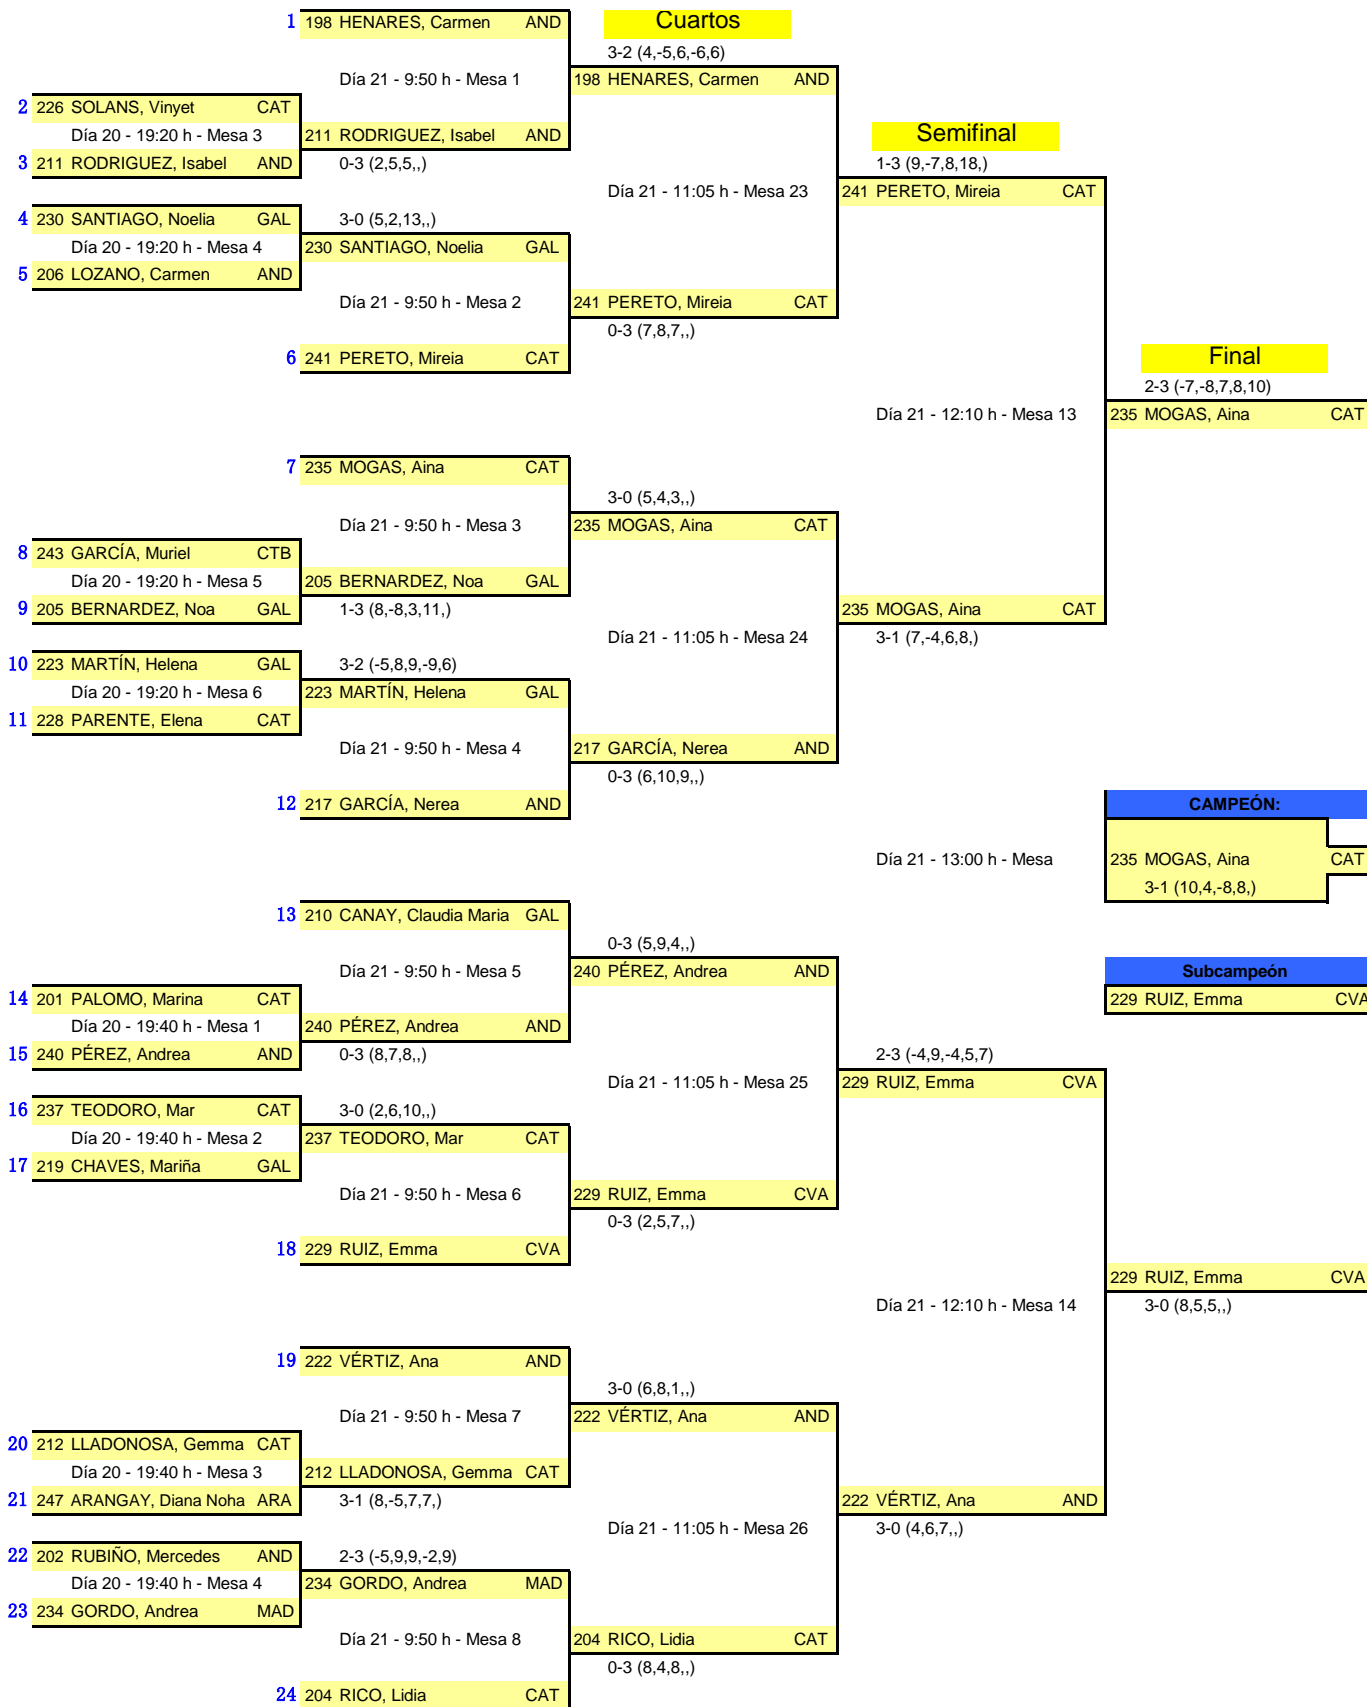 1 198 HENARES, Carmen AND
Cuartos
3-2 (4,-5,6,-6,6)
Día 21 - 9:50 h - Mesa 1
198 HENARES, Carmen AND
2 226 SOLANS, Vinyet CAT
Día 20 - 19:20 h - Mesa 3
211 RODRIGUEZ, Isabel AND
Semifinal
3 211 RODRIGUEZ, Isabel AND
0-3 (2,5,5,,)
1-3 (9,-7,8,18,)
Día 21 - 11:05 h - Mesa 23
241 PERETO, Mireia CAT
4 230 SANTIAGO, Noelia GAL
3-0 (5,2,13,,)
Día 20 - 19:20 h - Mesa 4
230 SANTIAGO, Noelia GAL
5 206 LOZANO, Carmen AND
Día 21 - 9:50 h - Mesa 2
241 PERETO, Mireia CAT
0-3 (7,8,7,,)
6 241 PERETO, Mireia CAT
Final
2-3 (-7,-8,7,8,10)
Día 21 - 12:10 h - Mesa 13
235 MOGAS, Aina CAT
7 235 MOGAS, Aina CAT
3-0 (5,4,3,,)
Día 21 - 9:50 h - Mesa 3
235 MOGAS, Aina CAT
8 243 GARCÍA, Muriel CTB
Día 20 - 19:20 h - Mesa 5
205 BERNARDEZ, Noa GAL
9 205 BERNARDEZ, Noa GAL
1-3 (8,-8,3,11,)
235 MOGAS, Aina CAT
Día 21 - 11:05 h - Mesa 24
3-1 (7,-4,6,8,)
10 223 MARTÍN, Helena GAL
3-2 (-5,8,9,-9,6)
Día 20 - 19:20 h - Mesa 6
223 MARTÍN, Helena GAL
11 228 PARENTE, Elena CAT
Día 21 - 9:50 h - Mesa 4
217 GARCÍA, Nerea AND
0-3 (6,10,9,,)
12 217 GARCÍA, Nerea AND
CAMPEÓN:
Día 21 - 13:00 h - Mesa
235 MOGAS, Aina CAT
3-1 (10,4,-8,8,)
13 210 CANAY, Claudia Maria GAL
0-3 (5,9,4,,)
Día 21 - 9:50 h - Mesa 5
240 PÉREZ, Andrea AND
Subcampeón
14 201 PALOMO, Marina CAT
229 RUIZ, Emma CVA
Día 20 - 19:40 h - Mesa 1
240 PÉREZ, Andrea AND
15 240 PÉREZ, Andrea AND
0-3 (8,7,8,,)
2-3 (-4,9,-4,5,7)
Día 21 - 11:05 h - Mesa 25
229 RUIZ, Emma CVA
16 237 TEODORO, Mar CAT
3-0 (2,6,10,,)
Día 20 - 19:40 h - Mesa 2
237 TEODORO, Mar CAT
17 219 CHAVES, Mariña GAL
Día 21 - 9:50 h - Mesa 6
229 RUIZ, Emma CVA
0-3 (2,5,7,,)
18 229 RUIZ, Emma CVA
229 RUIZ, Emma CVA
Día 21 - 12:10 h - Mesa 14
3-0 (8,5,5,,)
19 222 VÉRTIZ, Ana AND
3-0 (6,8,1,,)
Día 21 - 9:50 h - Mesa 7
222 VÉRTIZ, Ana AND
20 212 LLADONOSA, Gemma CAT
Día 20 - 19:40 h - Mesa 3
212 LLADONOSA, Gemma CAT
21 247 ARANGAY, Diana Noha ARA
3-1 (8,-5,7,7,)
222 VÉRTIZ, Ana AND
Día 21 - 11:05 h - Mesa 26
3-0 (4,6,7,,)
22 202 RUBIÑO, Mercedes AND
2-3 (-5,9,9,-2,9)
Día 20 - 19:40 h - Mesa 4
234 GORDO, Andrea MAD
23 234 GORDO, Andrea MAD
Día 21 - 9:50 h - Mesa 8
204 RICO, Lidia CAT
0-3 (8,4,8,,)
24 204 RICO, Lidia CAT